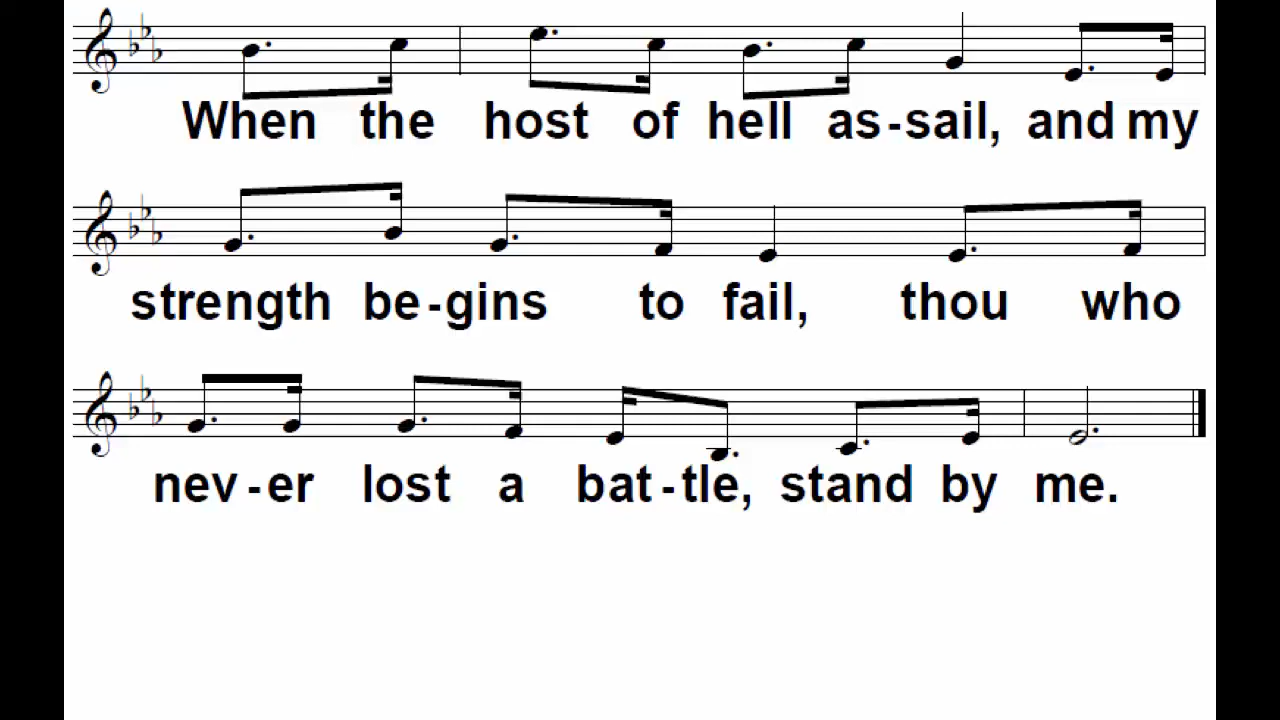 When the host of hell as-sail, and my
strength be-gins to fail, thou who
nev-er lost a bat-tle, stand by me.